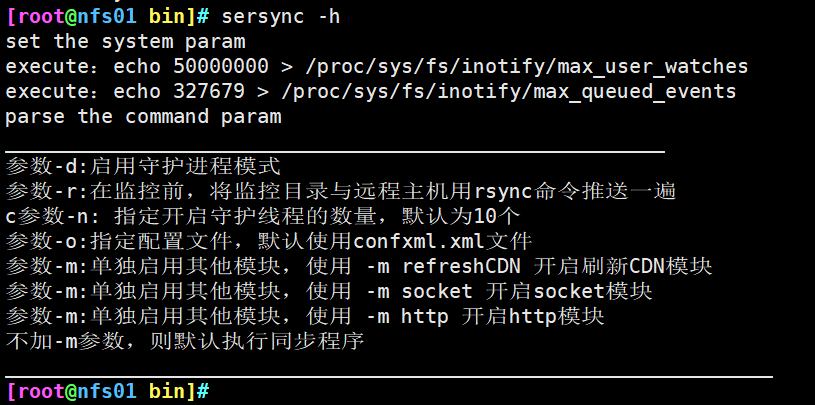 [root@nfs01 bin]# sersync -h
set the system param
execute：echo 50000000 > /proc/sys/fs/inotify/max_user_watches
execute：echo 327679 > /proc/sys/fs/inotify/max_queued_events
parse the command param
_______________________________________________________
参数-d:启用守护进程模式
参数-r:在监控前，将监控目录与远程主机用rsync命令推送一遍
c参数-n: 指定开启守护线程的数量，默认为10个
参数-o:指定配置文件，默认使用confxml.xml文件
参数-m:单独启用其他模块，使用 -m refreshCDN 开启刷新CDN模块
参数-m:单独启用其他模块，使用 -m socket 开启socket模块
参数-m:单独启用其他模块，使用 -m http 开启http模块
不加-m参数，则默认执行同步程序
________________________________________________________________
[root@nfs01 bin]#